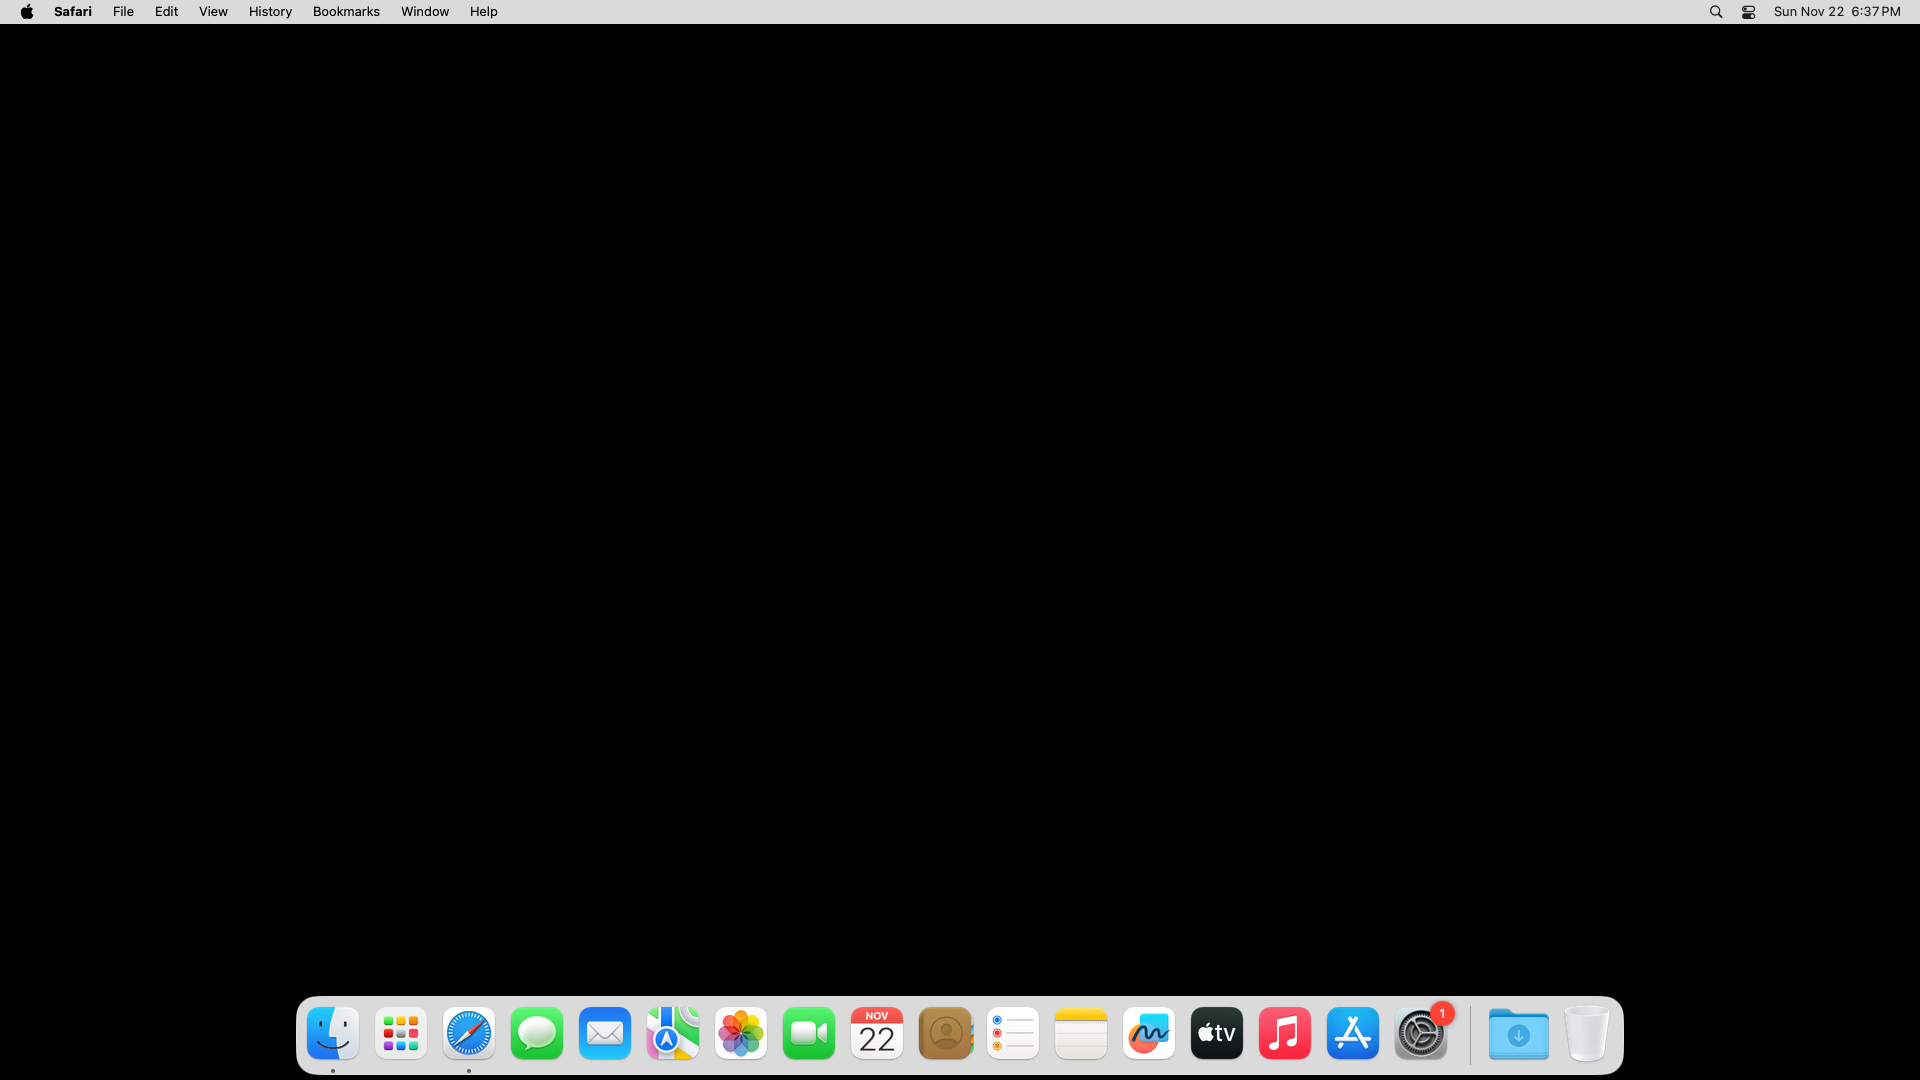 Safari File Edit View History Bookmarks Window Help Sun Nov 22 6:37 PM
NOV
22
tv
1